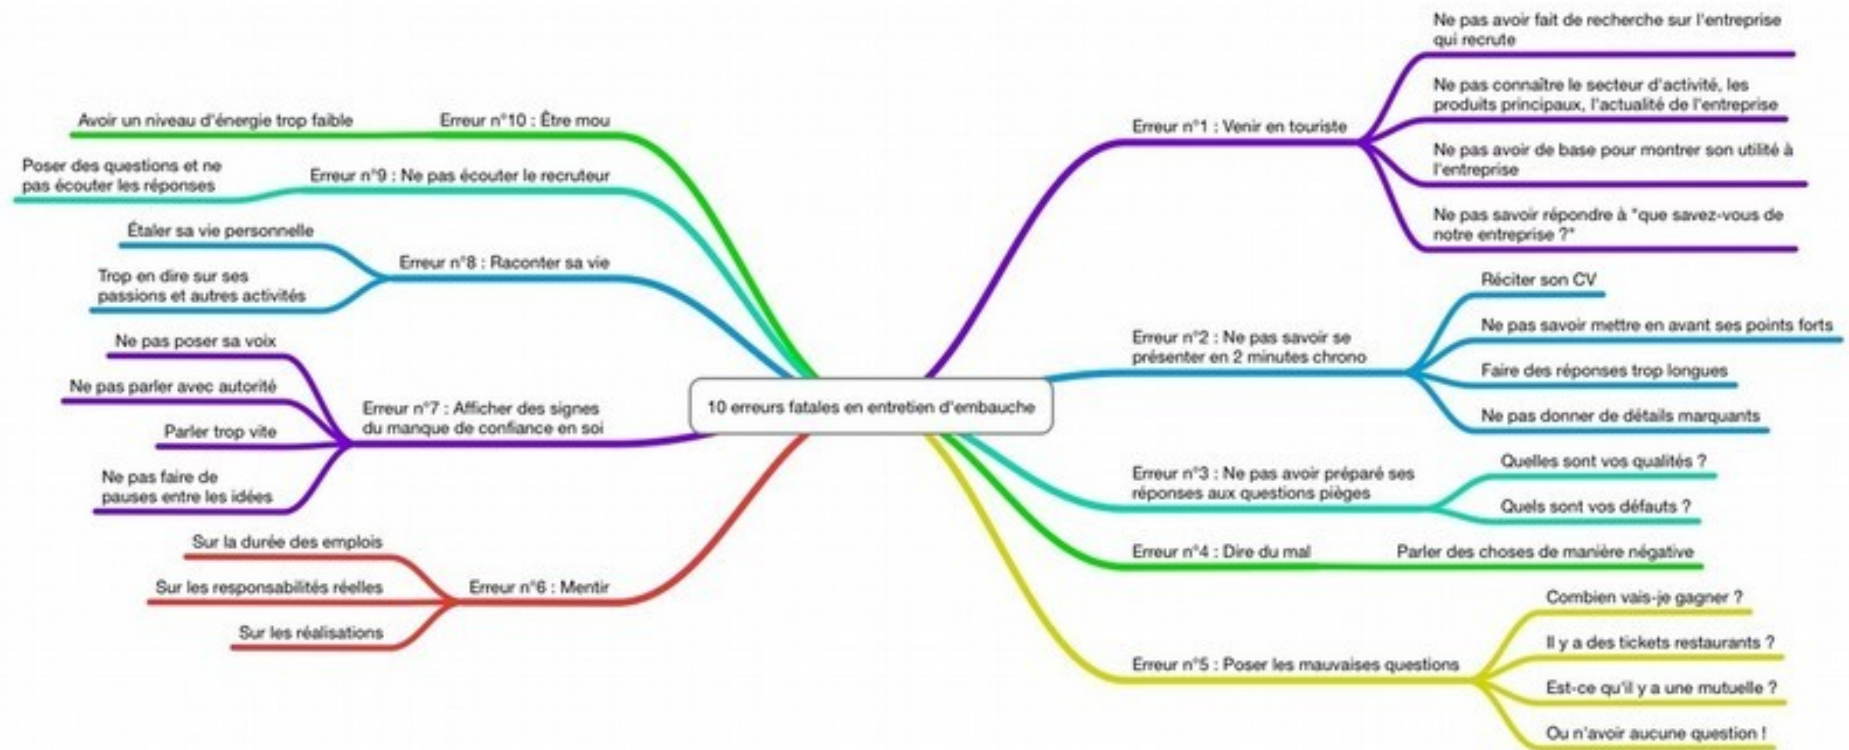 10 erreurs fatales en entretien d'embauche
Erreur n°1 : Venir en touriste
Ne pas avoir fait de recherche sur l'entreprise
qui recrute
Ne pas connaître le secteur d'activité, les
produits principaux, l'actualité de l'entreprise
Ne pas avoir de base pour montrer son utilité à
l'entreprise
Ne pas savoir répondre à "que savez-vous de
notre entreprise ?"
Erreur n°2 : Ne pas savoir se
présenter en 2 minutes chrono
Réciter son CV
Ne pas savoir mettre en avant ses points forts
Faire des réponses trop longues
Ne pas donner de détails marquants
Erreur n°3 : Ne pas avoir préparé ses
réponses aux questions pièges
Quelles sont vos qualités ?
Quels sont vos défauts ?
Erreur n°4 : Dire du mal
Parler des choses de manière négative
Erreur n°5 : Poser les mauvaises questions
Combien vais-je gagner ?
Il y a des tickets restaurants ?
Est-ce qu'il y a une mutuelle ?
Ou n'avoir aucune question !
Erreur n°6 : Mentir
Sur la durée des emplois
Sur les responsabilités réelles
Sur les réalisations
Erreur n°7 : Afficher des signes
du manque de confiance en soi
Ne pas poser sa voix
Ne pas parler avec autorité
Parler trop vite
Ne pas faire de
pauses entre les idées
Erreur n°8 : Raconter sa vie
Étaler sa vie personnelle
Trop en dire sur ses
passions et autres activités
Erreur n°9 : Ne pas écouter le recruteur
Poser des questions et ne
pas écouter les réponses
Erreur n°10 : Être mou
Avoir un niveau d'énergie trop faible